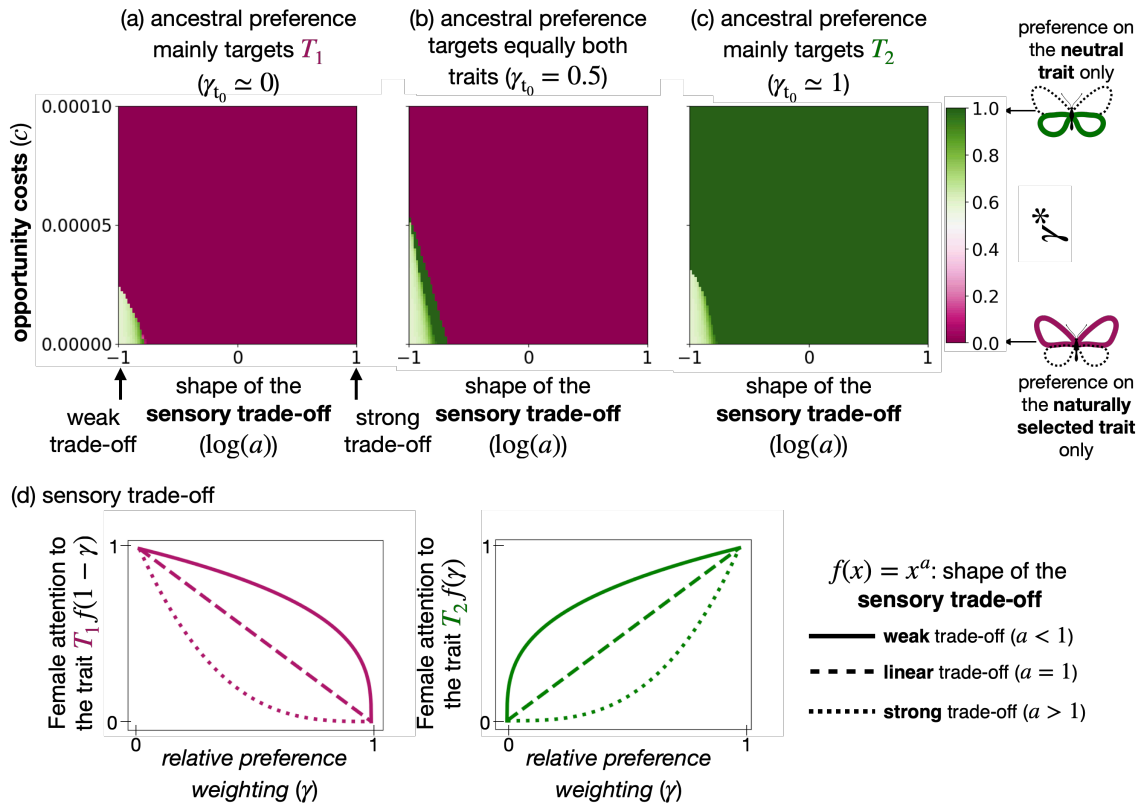 (a) ancestral preference
mainly targets T₁
(γt₀ ≃ 0)
(b) ancestral preference
targets equally both
traits (γt₀ = 0.5)
(c) ancestral preference
mainly targets T₂
(γt₀ ≃ 1)
preference on
the neutral
trait only
opportunity costs (c)
0.00010
0.00005
0.00000
−1
0
1
−1
0
1
−1
0
1
1.0
0.8
0.6
0.4
0.2
0.0
γ*
shape of the
sensory trade-off
(log(a))
weak
trade-off
strong
trade-off
shape of the
sensory trade-off
(log(a))
shape of the
sensory trade-off
(log(a))
preference on
the naturally
selected trait
only
(d) sensory trade-off
Female attention to
the trait T₁ f(1 − γ)
1
0
0
1
relative preference
weighting (γ)
Female attention to
the trait T₂ f(γ)
1
0
0
1
relative preference
weighting (γ)
f(x) = xᵃ: shape of the
sensory trade-off
weak trade-off (a < 1)
linear trade-off (a = 1)
strong trade-off (a > 1)